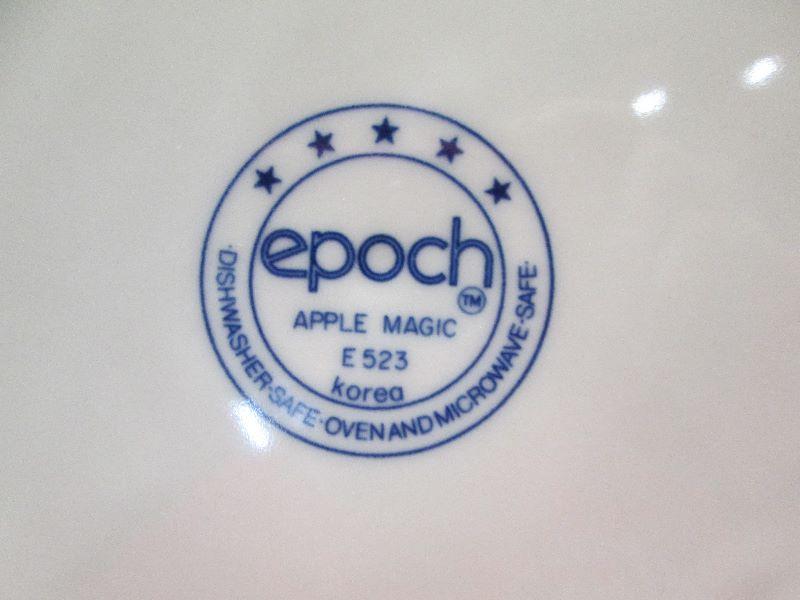 epoch
TM
APPLE MAGIC
E 523
korea
·DISHWASHER-SAFE·OVEN AND MICROWAVE-SAFE·